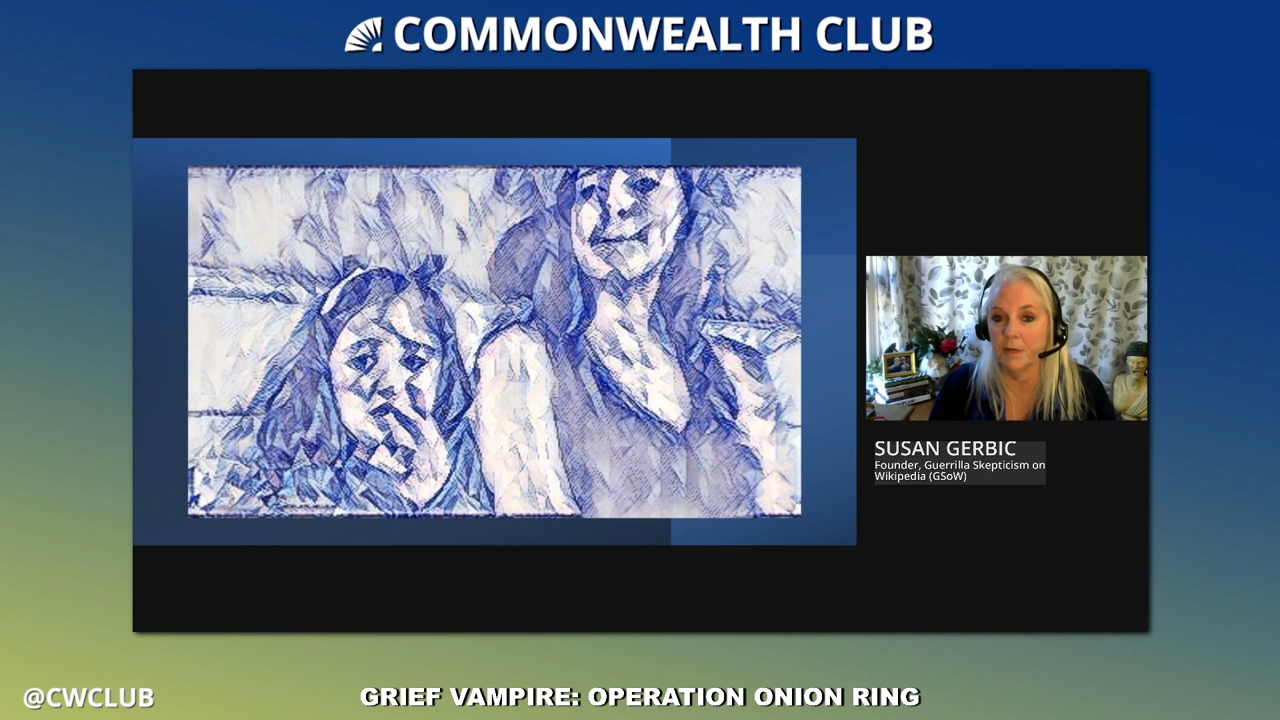 COMMONWEALTH CLUB
SUSAN GERBIC
Founder, Guerrilla Skepticism on
Wikipedia (GSoW)
@CWCLUB
GRIEF VAMPIRE: OPERATION ONION RING